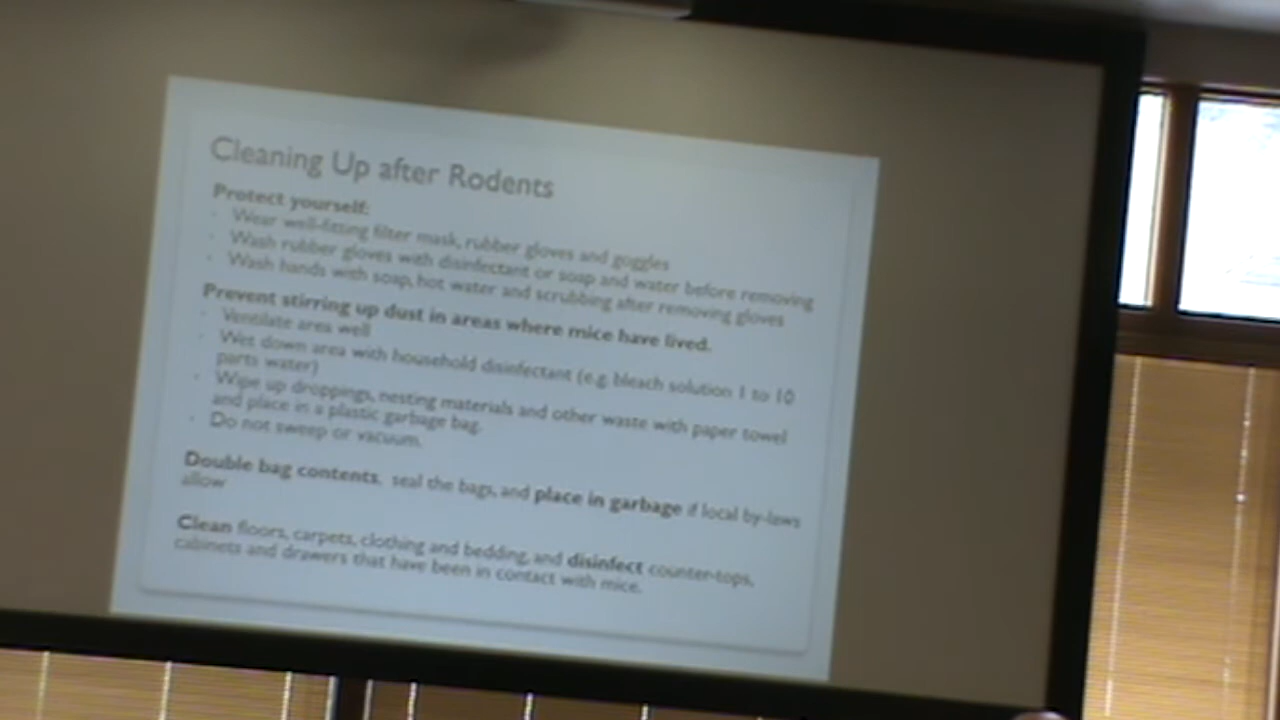 Cleaning Up after Rodents
Protect yourself:
• Wear well-fitting filter mask, rubber gloves and goggles
• Wash rubber gloves with disinfectant or soap and water before removing
• Wash hands with soap, hot water and scrubbing after removing gloves
Prevent stirring up dust in areas where mice have lived.
• Ventilate area well
• Wet down area with household disinfectant (e.g. bleach solution 1 to 10
parts water)
• Wipe up droppings, nesting materials and other waste with paper towel
and place in a plastic garbage bag.
• Do not sweep or vacuum.
Double bag contents, seal the bags, and place in garbage if local by-laws
allow
Clean floors, carpets, clothing and bedding, and disinfect counter-tops,
cabinets and drawers that have been in contact with mice.